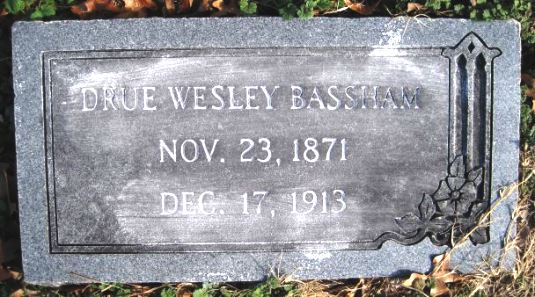 DRUE WESLEY BASSHAM
NOV. 23, 1871
DEC. 17, 1913